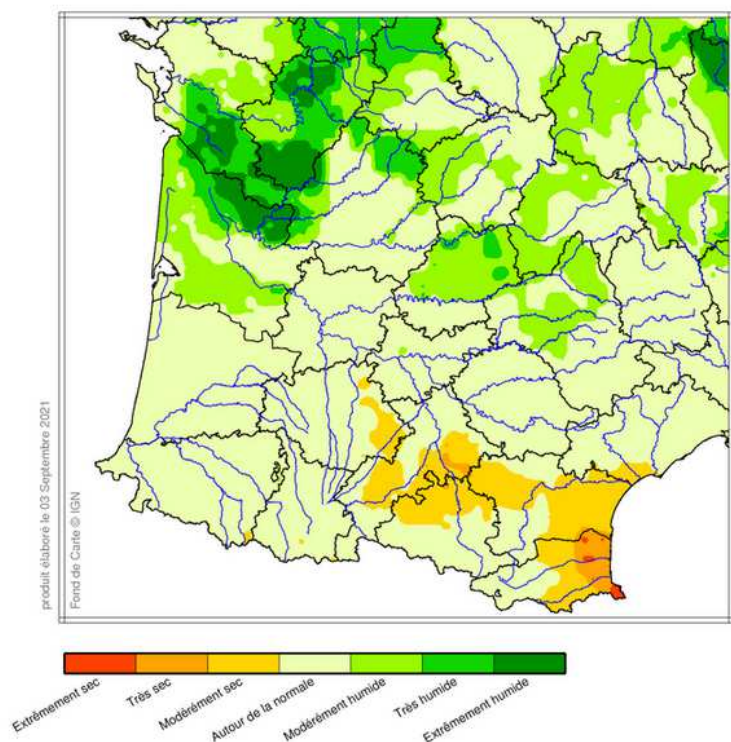 produit élaboré le 03 Septembre 2021
Fond de Carte © IGN
Extrêmement sec
Très sec
Modérément sec
Autour de la normale
Modérément humide
Très humide
Extrêmement humide